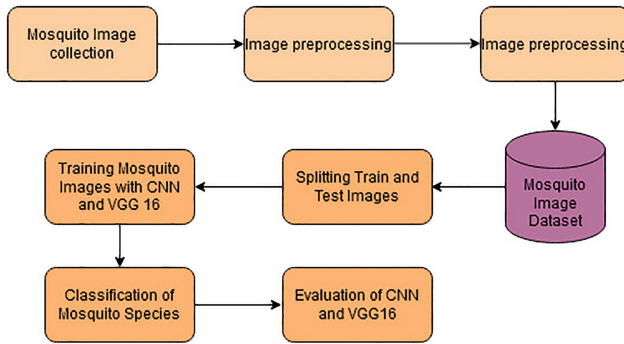 Mosquito Image
collection
Image preprocessing
Image preprocessing
Mosquito
Image
Dataset
Splitting Train and
Test Images
Training Mosquito
Images with CNN
and VGG 16
Classification of
Mosquito Species
Evaluation of CNN
and VGG16